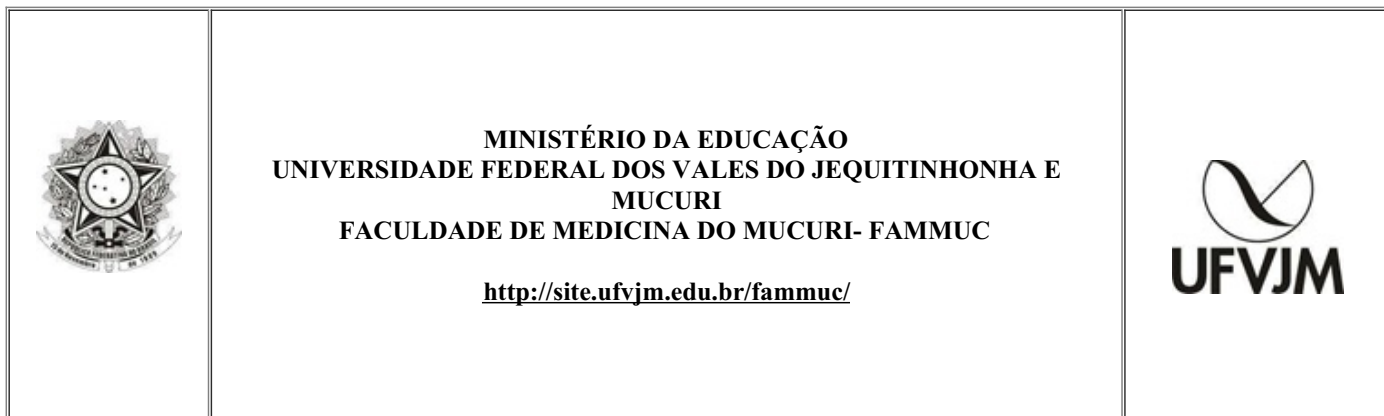 MINISTÉRIO DA EDUCAÇÃO
UNIVERSIDADE FEDERAL DOS VALES DO JEQUITINHONHA E
MUCURI
FACULDADE DE MEDICINA DO MUCURI- FAMMUC
http://site.ufvjm.edu.br/fammuc/
UFVJM